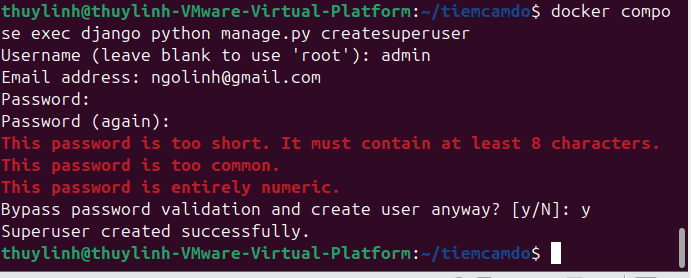 thuylinh@thuylinh-VMware-Virtual-Platform:~/tiemcamdo$ docker compo
se exec django python manage.py createsuperuser
Username (leave blank to use 'root'): admin
Email address: ngolinh@gmail.com
Password:
Password (again):
This password is too short. It must contain at least 8 characters.
This password is too common.
This password is entirely numeric.
Bypass password validation and create user anyway? [y/N]: y
Superuser created successfully.
thuylinh@thuylinh-VMware-Virtual-Platform:~/tiemcamdo$